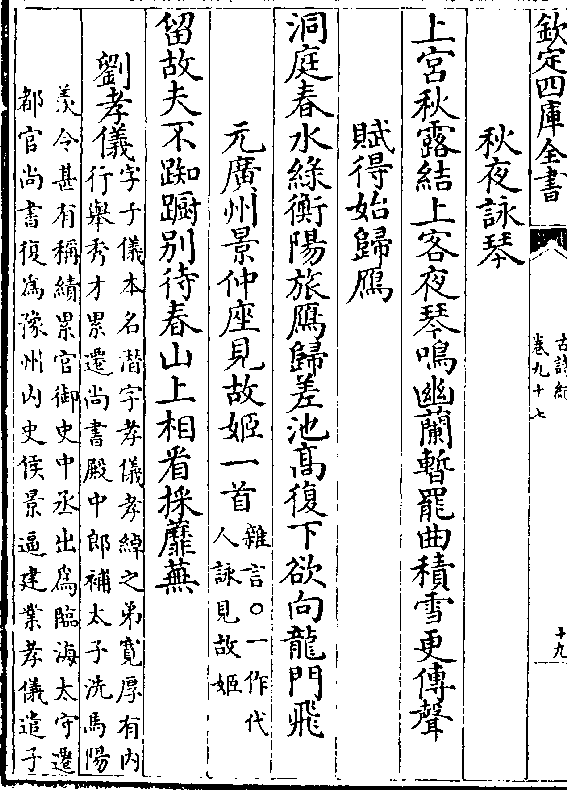 欽定四庫全書
古詩紀
卷九十七
十九
秋夜詠琴
上宮秋露結上客夜琴鳴幽蘭暫罷曲積雪更傳聲
賦得始歸鴈
洞庭春水綠衡陽旅鴈歸差池高復下欲向龍門飛
元廣州景仲座見故姬一首
雜言○一作代
人詠見故姬
留故夫不踟躕别待春山上相看採蘼蕪
劉孝儀
字子儀本名潛字孝儀孝綽之弟寬厚有内
行舉秀才累遷尚書殿中郎補太子洗馬陽
羨令甚有稱績累官御史中丞出為臨海太守遷
都官尚書復為豫州内史侯景逼建業孝儀遣子